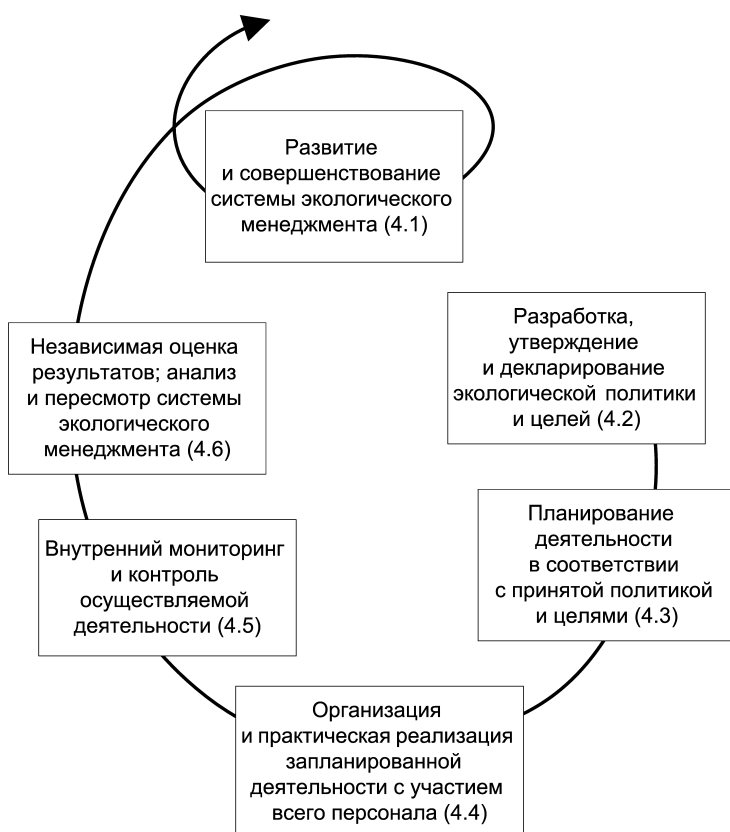 Развитие
и совершенствование
системы экологического
менеджмента (4.1)
Разработка,
утверждение
и декларирование
экологической политики
и целей (4.2)
Планирование
деятельности
в соответствии
с принятой политикой
и целями (4.3)
Организация
и практическая реализация
запланированной
деятельности с участием
всего персонала (4.4)
Внутренний мониторинг
и контроль
осуществляемой
деятельности (4.5)
Независимая оценка
результатов; анализ
и пересмотр системы
экологического
менеджмента (4.6)